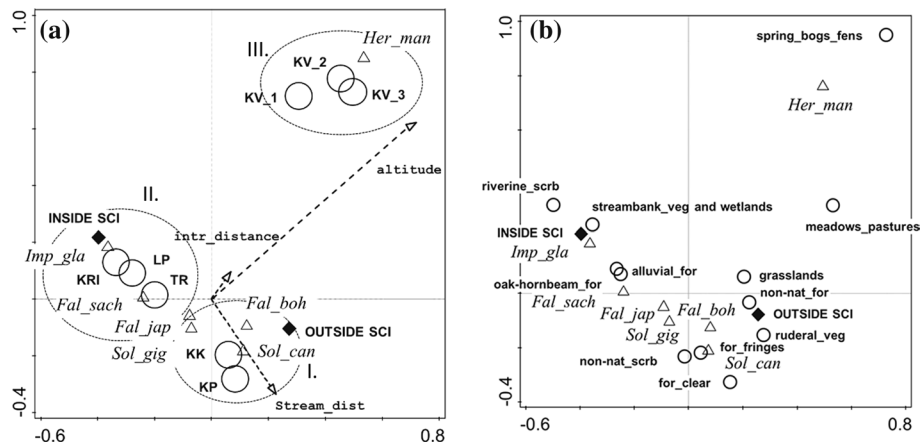 (a)
1.0
-0.4
-0.6
0.8
III.
Her_man
KV_2
KV_1
KV_3
altitude
II.
INSIDE SCI
intr_distance
Imp_gla
LP
KRI
TR
Fal_sach
Fal_boh
Fal_jap
OUTSIDE SCI
Sol_gig
KK
Sol_can
I.
KP
Stream_dist
(b)
1.0
-0.4
-0.6
0.8
spring_bogs_fens
Her_man
riverine_scrb
streambank_veg and wetlands
meadows_pastures
INSIDE SCI
Imp_gla
alluvial_for
grasslands
oak-hornbeam_for
non-nat_for
Fal_sach
Fal_jap
Fal_boh
OUTSIDE SCI
Sol_gig
ruderal_veg
for_fringes
non-nat_scrb
Sol_can
for_clear